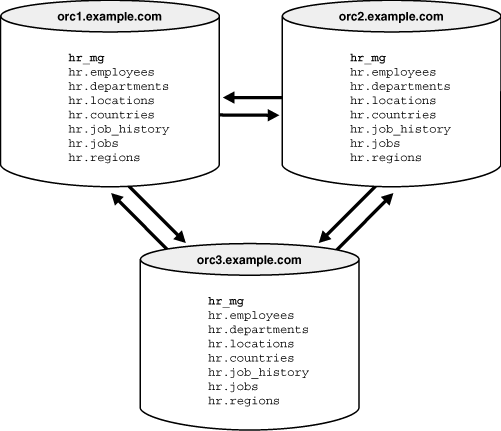 orc1.example.com
hr_mg
hr.employees
hr.departments
hr.locations
hr.countries
hr.job_history
hr.jobs
hr.regions
orc2.example.com
hr_mg
hr.employees
hr.departments
hr.locations
hr.countries
hr.job_history
hr.jobs
hr.regions
orc3.example.com
hr_mg
hr.employees
hr.departments
hr.locations
hr.countries
hr.job_history
hr.jobs
hr.regions